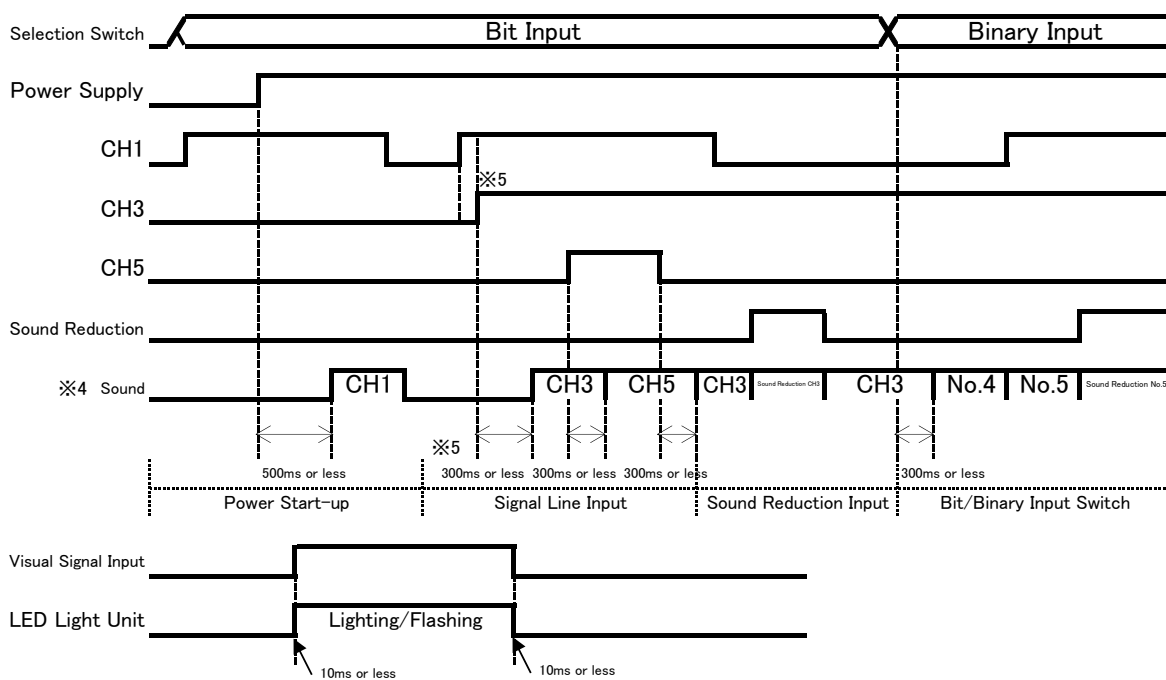 Selection Switch Bit Input Binary Input
Power Supply
CH1
※5
CH3
CH5
Sound Reduction
※4 Sound CH1 CH3 CH5 CH3 Sound Reduction CH3 CH3 No.4 No.5 Sound Reduction No.5
※5
500ms or less 300ms or less 300ms or less 300ms or less 300ms or less
Power Start-up Signal Line Input Sound Reduction Input Bit/Binary Input Switch
Visual Signal Input
LED Light Unit Lighting/Flashing
10ms or less 10ms or less